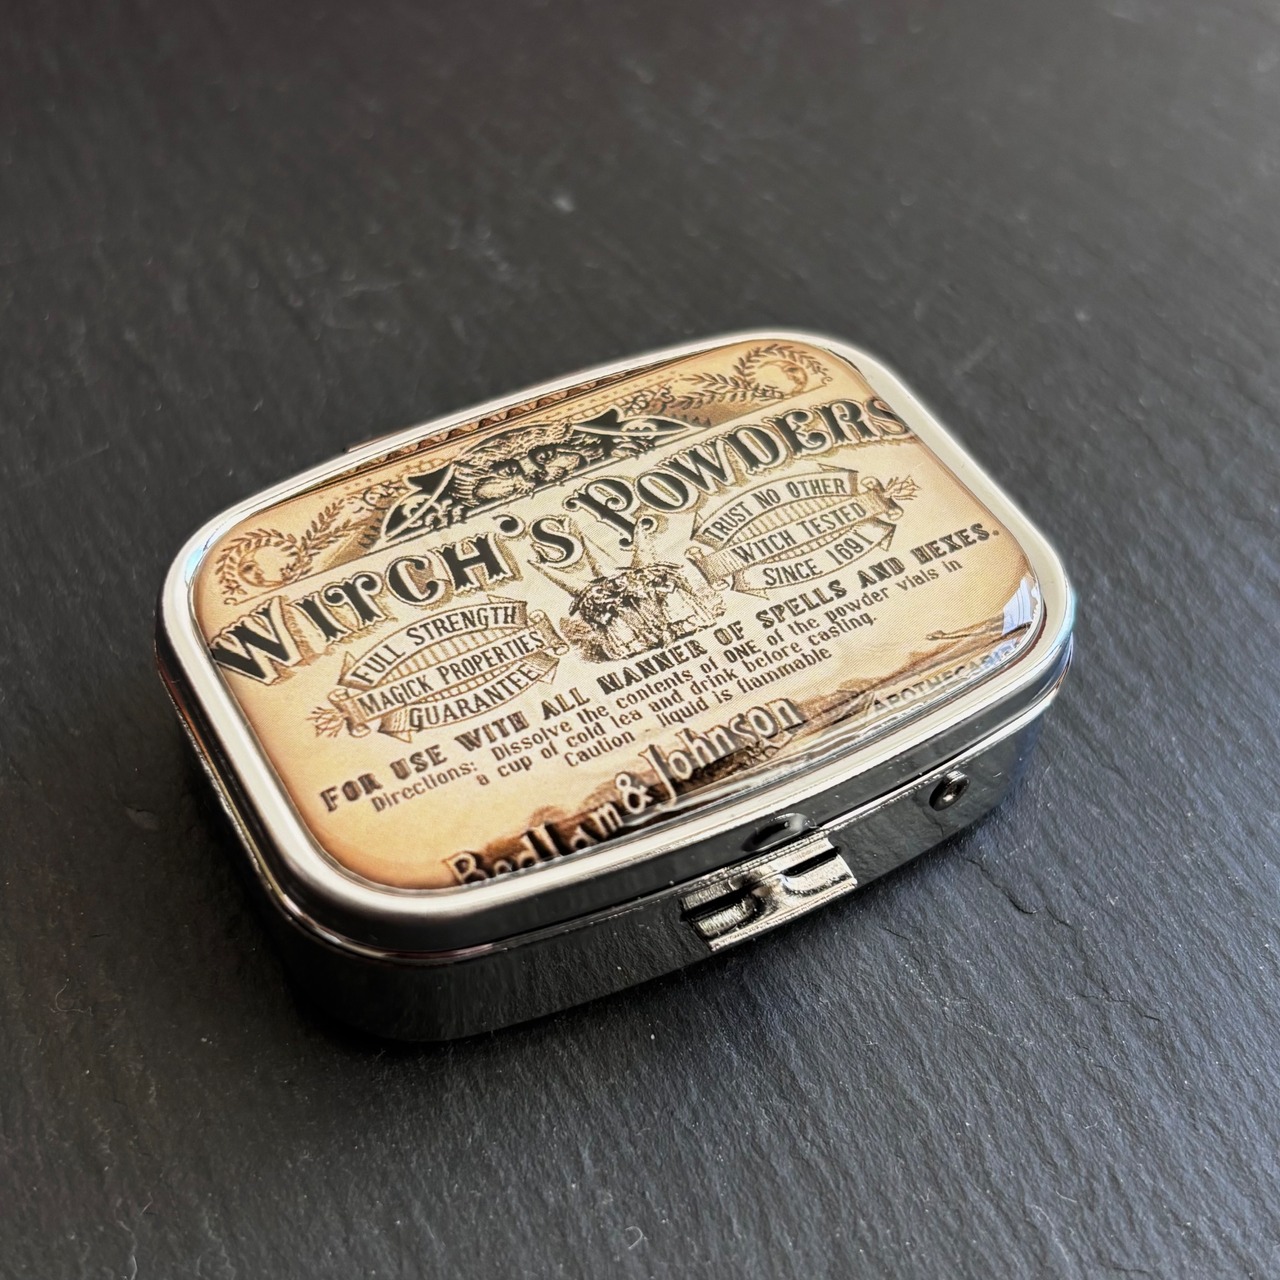 WITCH'S POWDERS
FULL STRENGTH
MAGICK PROPERTIES
GUARANTEE
TRUST NO OTHER
WITCH TESTED
SINCE 1691
FOR USE WITH ALL MANNER OF SPELLS AND HEXES.
Directions: Dissolve the contents of ONE of the powder vials in
a cup of cold tea and drink before casting.
Caution liquid is flammable
Bedlam & Johnson
APOTHECARIES